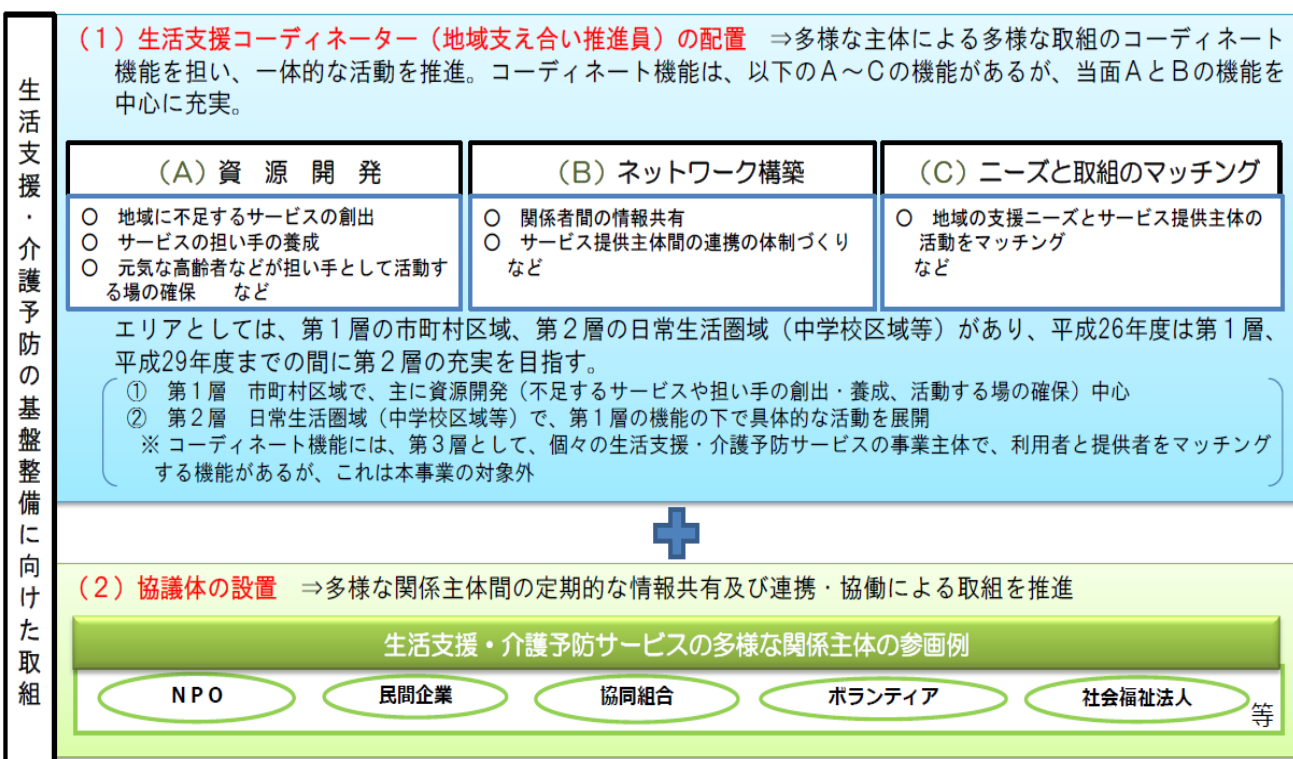 生活支援・介護予防の基盤整備に向けた取組
（１）生活支援コーディネーター（地域支え合い推進員）の配置　⇒多様な主体による多様な取組のコーディネート
機能を担い、一体的な活動を推進。コーディネート機能は、以下のＡ～Ｃの機能があるが、当面ＡとＢの機能を
中心に充実。
（A）資　源　開　発
○　地域に不足するサービスの創出
○　サービスの担い手の養成
○　元気な高齢者などが担い手として活動す
る場の確保　　など
（B）ネットワーク構築
○　関係者間の情報共有
○　サービス提供主体間の連携の体制づくり
など
（C）ニーズと取組のマッチング
○　地域の支援ニーズとサービス提供主体の
活動をマッチング
など
エリアとしては、第１層の市町村区域、第２層の日常生活圏域（中学校区域等）があり、平成26年度は第１層、
平成29年度までの間に第２層の充実を目指す。
①　第１層　市町村区域で、主に資源開発（不足するサービスや担い手の創出・養成、活動する場の確保）中心
②　第２層　日常生活圏域（中学校区域等）で、第１層の機能の下で具体的な活動を展開
※ コーディネート機能には、第３層として、個々の生活支援・介護予防サービスの事業主体で、利用者と提供者をマッチング
する機能があるが、これは本事業の対象外
（２）協議体の設置　⇒多様な関係主体間の定期的な情報共有及び連携・協働による取組を推進
生活支援・介護予防サービスの多様な関係主体の参画例
ＮＰＯ
民間企業
協同組合
ボランティア
社会福祉法人
等